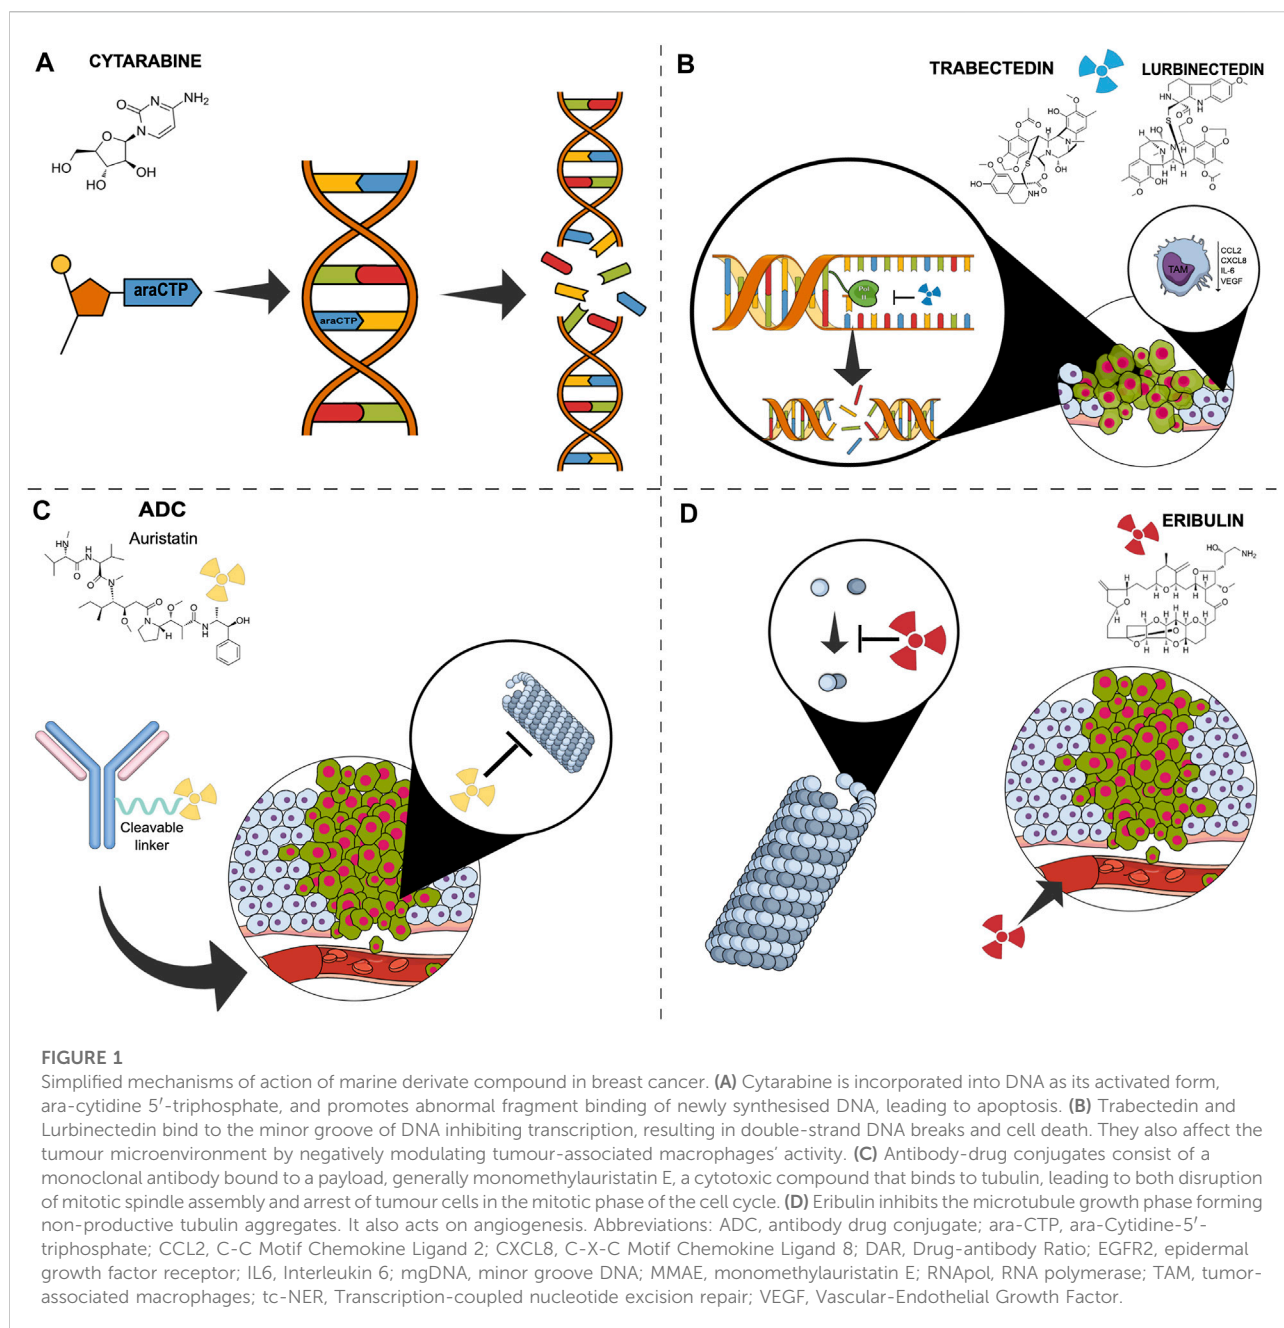 A
CYTARABINE
O
N
NH₂
N
HO
O
HO
OH
araCTP
araCTP
B
TRABECTEDIN
LURBINECTEDIN
Pol
II
TAM
CCL2
CXCL8
IL-6
VEGF
C
ADC
Auristatin
Cleavable
linker
D
ERIBULIN
HO
NH₂
FIGURE 1
Simplified mechanisms of action of marine derivate compound in breast cancer. (A) Cytarabine is incorporated into DNA as its activated form,
ara-cytidine 5′-triphosphate, and promotes abnormal fragment binding of newly synthesised DNA, leading to apoptosis. (B) Trabectedin and
Lurbinectedin bind to the minor groove of DNA inhibiting transcription, resulting in double-strand DNA breaks and cell death. They also affect the
tumour microenvironment by negatively modulating tumour-associated macrophages’ activity. (C) Antibody-drug conjugates consist of a
monoclonal antibody bound to a payload, generally monomethylauristatin E, a cytotoxic compound that binds to tubulin, leading to both disruption
of mitotic spindle assembly and arrest of tumour cells in the mitotic phase of the cell cycle. (D) Eribulin inhibits the microtubule growth phase forming
non-productive tubulin aggregates. It also acts on angiogenesis. Abbreviations: ADC, antibody drug conjugate; ara-CTP, ara-Cytidine-5′-
triphosphate; CCL2, C-C Motif Chemokine Ligand 2; CXCL8, C-X-C Motif Chemokine Ligand 8; DAR, Drug-antibody Ratio; EGFR2, epidermal
growth factor receptor; IL6, Interleukin 6; mgDNA, minor groove DNA; MMAE, monomethylauristatin E; RNApol, RNA polymerase; TAM, tumor-
associated macrophages; tc-NER, Transcription-coupled nucleotide excision repair; VEGF, Vascular-Endothelial Growth Factor.